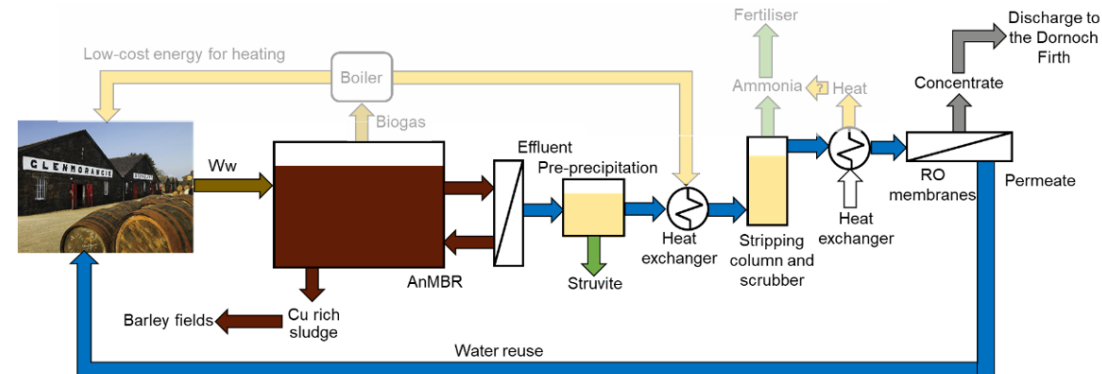 Fertiliser
Discharge to
the Dornoch
Firth
Low-cost energy for heating
Boiler
Ammonia
?
Heat
Concentrate
Biogas
GLENMORANGIE
Ww
Effluent
Pre-precipitation
RO
membranes
Permeate
Heat
exchanger
Heat
exchanger
Stripping
column and
scrubber
AnMBR
Struvite
Cu rich
sludge
Barley fields
Water reuse